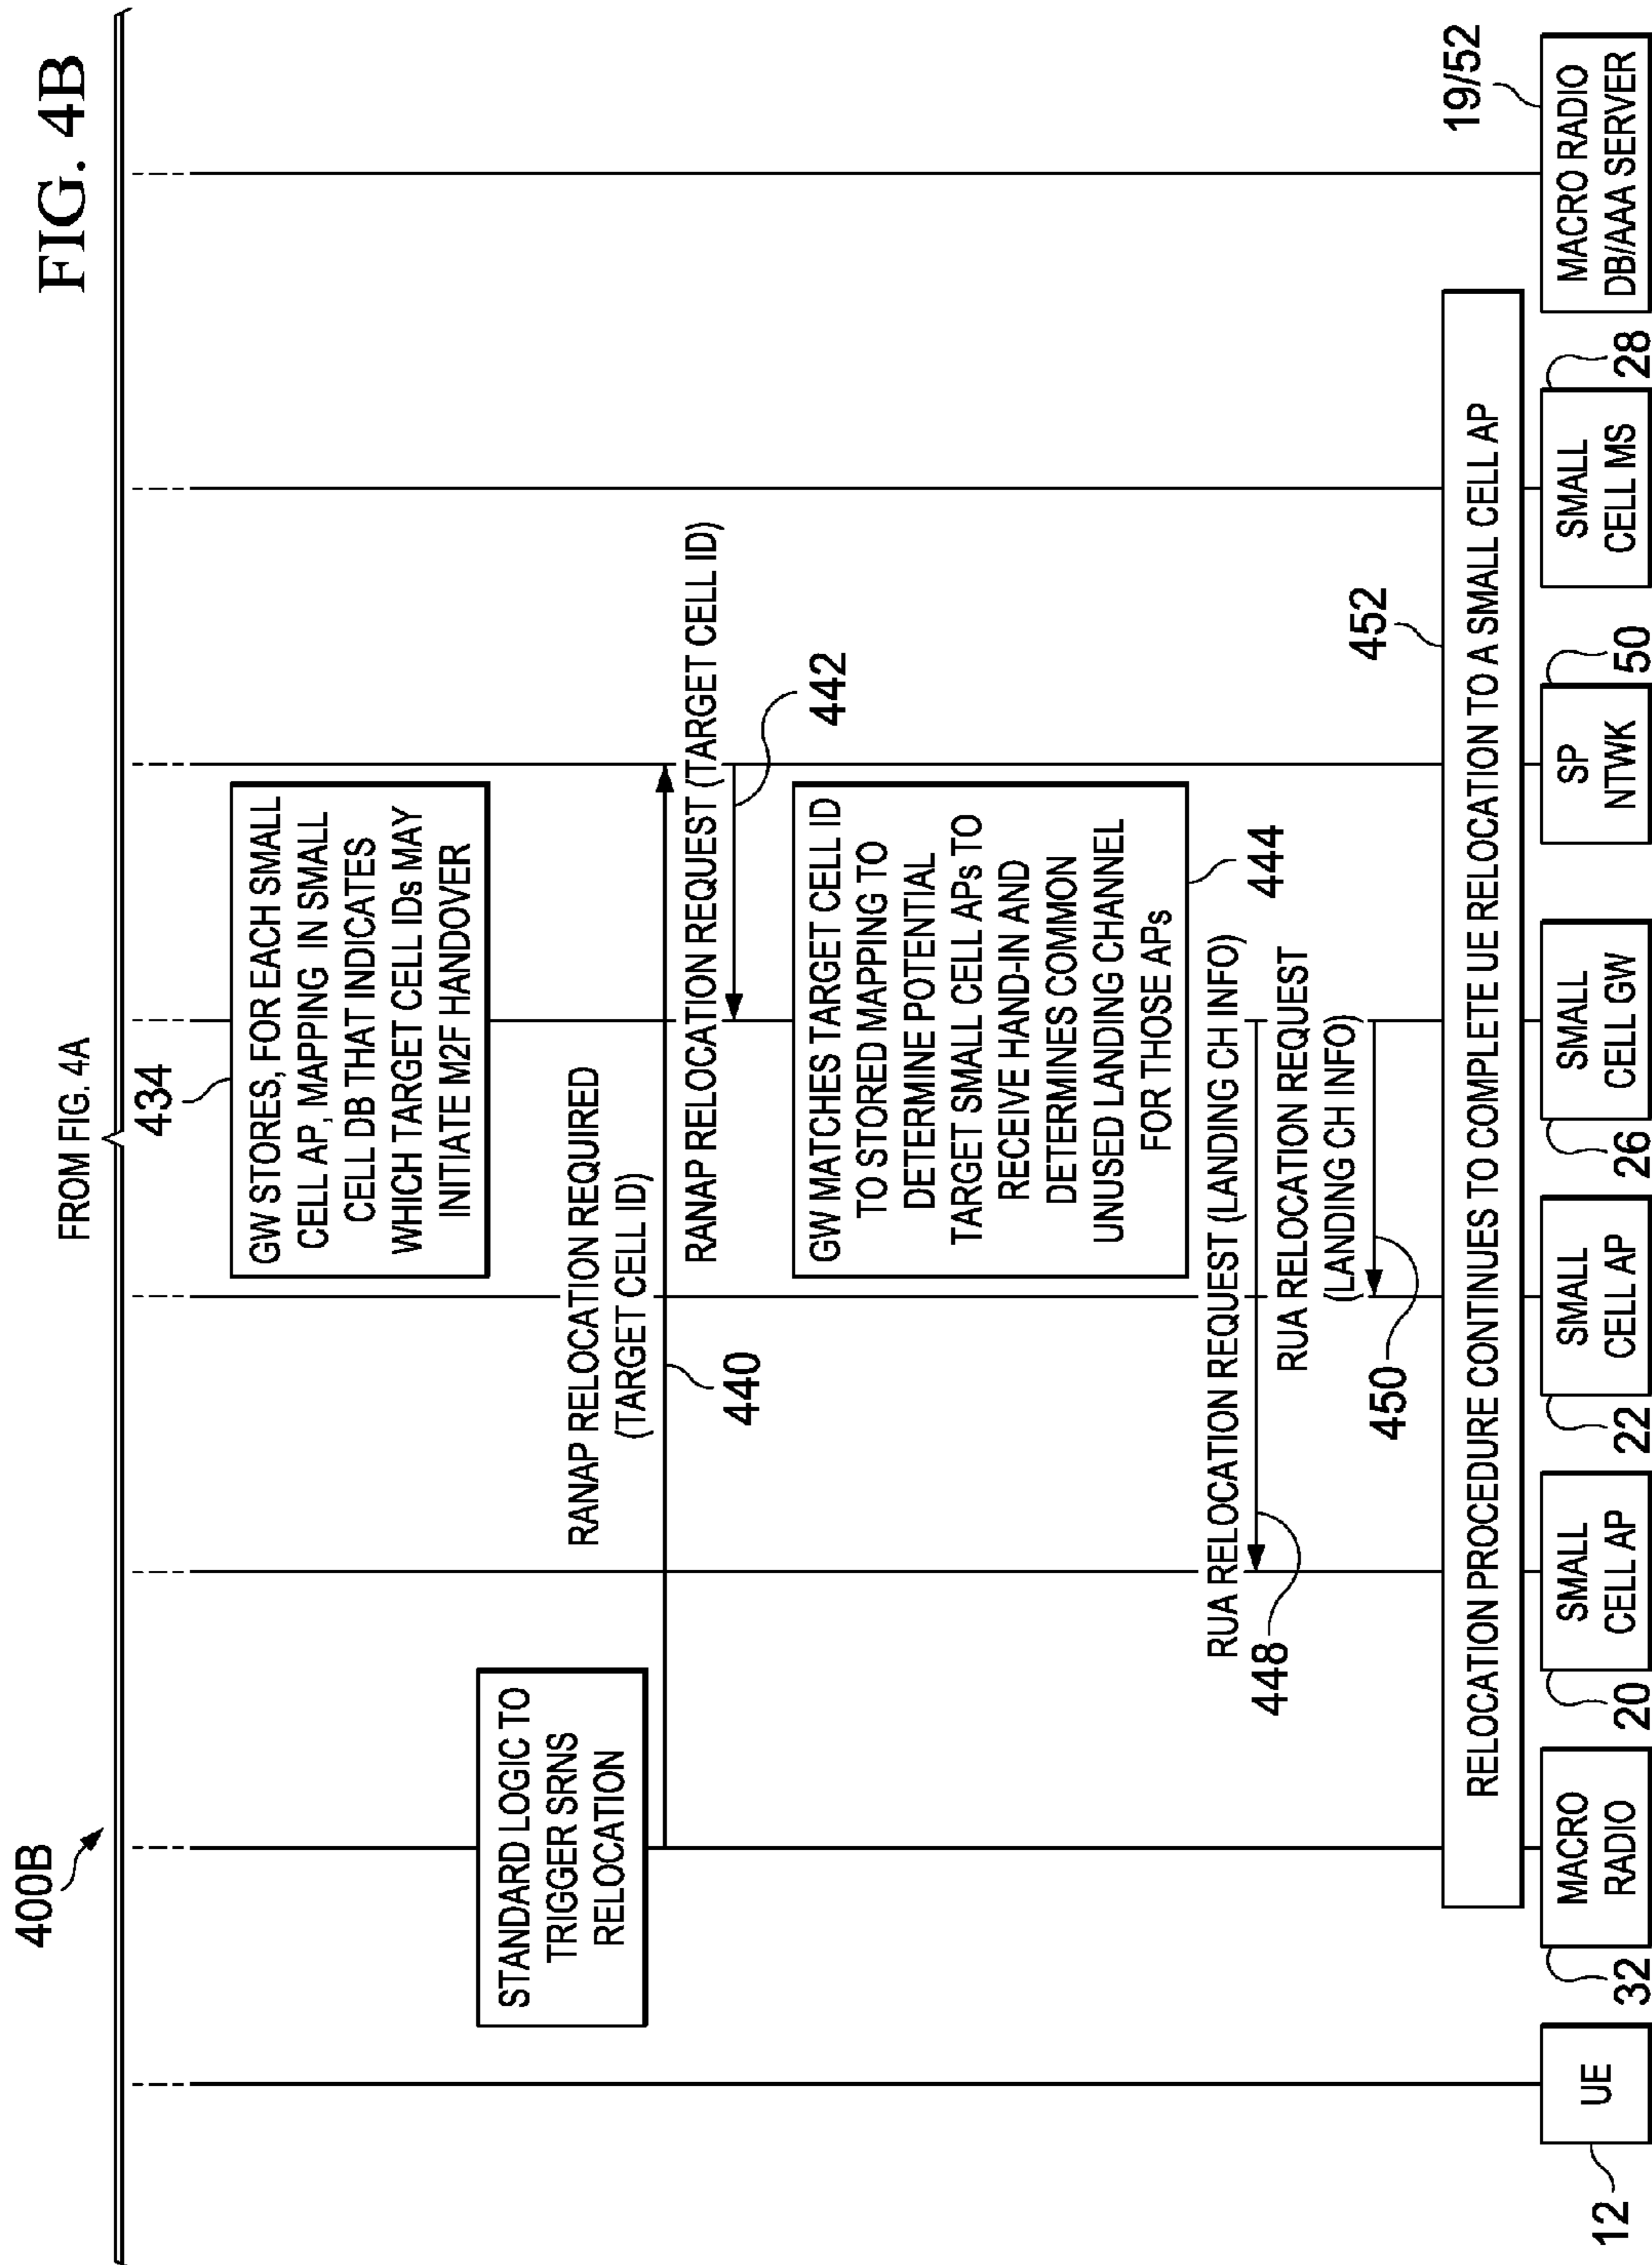 400B
FROM FIG. 4A
FIG. 4B
434
GW STORES, FOR EACH SMALL
CELL AP, MAPPING IN SMALL
CELL DB THAT INDICATES
WHICH TARGET CELL IDs MAY
INITIATE M2F HANDOVER
STANDARD LOGIC TO
TRIGGER SRNS
RELOCATION
RANAP RELOCATION REQUIRED
(TARGET CELL ID)
440
RANAP RELOCATION REQUEST (TARGET CELL ID)
442
GW MATCHES TARGET CELL ID
TO STORED MAPPING TO
DETERMINE POTENTIAL
TARGET SMALL CELL APs TO
RECEIVE HAND-IN AND
DETERMINES COMMON
UNUSED LANDING CHANNEL
FOR THOSE APs
444
RUA RELOCATION REQUEST (LANDING CH INFO)
448
RUA RELOCATION REQUEST
(LANDING CH INFO)
450
452
RELOCATION PROCEDURE CONTINUES TO COMPLETE UE RELOCATION TO A SMALL CELL AP
12
UE
32
MACRO
RADIO
20
SMALL
CELL AP
22
SMALL
CELL AP
26
SMALL
CELL GW
50
SP
NTWK
28
SMALL
CELL MS
19/52
MACRO RADIO
DB/AAA SERVER